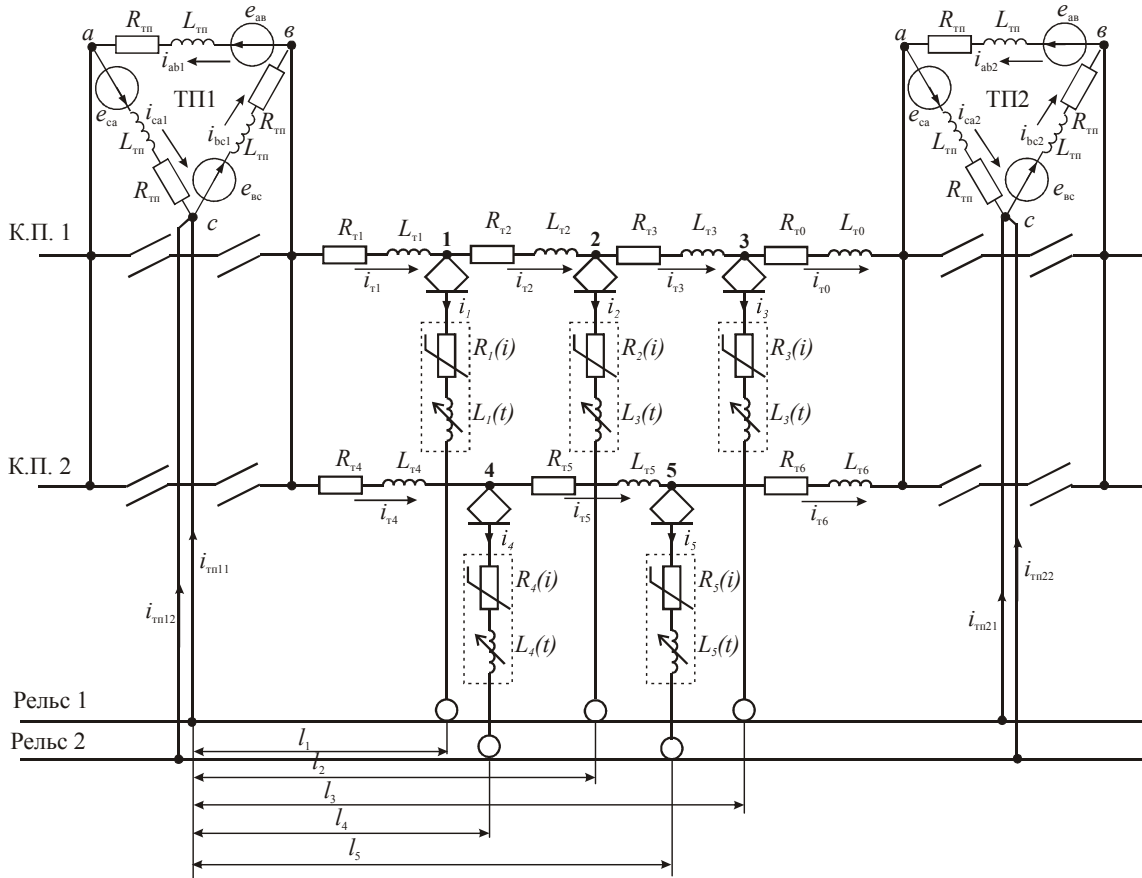 a R_тп L_тп e_ав в
i_ab1
e_ca ТП1 R_тп
i_ca1 i_bc1
L_тп L_тп
R_тп e_вс
c
a R_тп L_тп e_ав в
i_ab2
e_ca ТП2 R_тп
i_ca2 i_bc2
L_тп L_тп
R_тп e_вс
c
К.П. 1
R_т1 L_т1 1 R_т2 L_т2 2 R_т3 L_т3 3 R_т0 L_т0
i_т1 i_т2 i_т3 i_т0
i_1 i_2 i_3
R_1(i) R_2(i) R_3(i)
L_1(t) L_3(t) L_3(t)
К.П. 2
R_т4 L_т4 4 R_т5 L_т5 5 R_т6 L_т6
i_т4 i_т5 i_т6
i_4 i_5
R_4(i) R_5(i)
L_4(t) L_5(t)
i_тп11 i_тп22
i_тп12 i_тп21
Рельс 1
Рельс 2
l_1
l_2
l_3
l_4
l_5